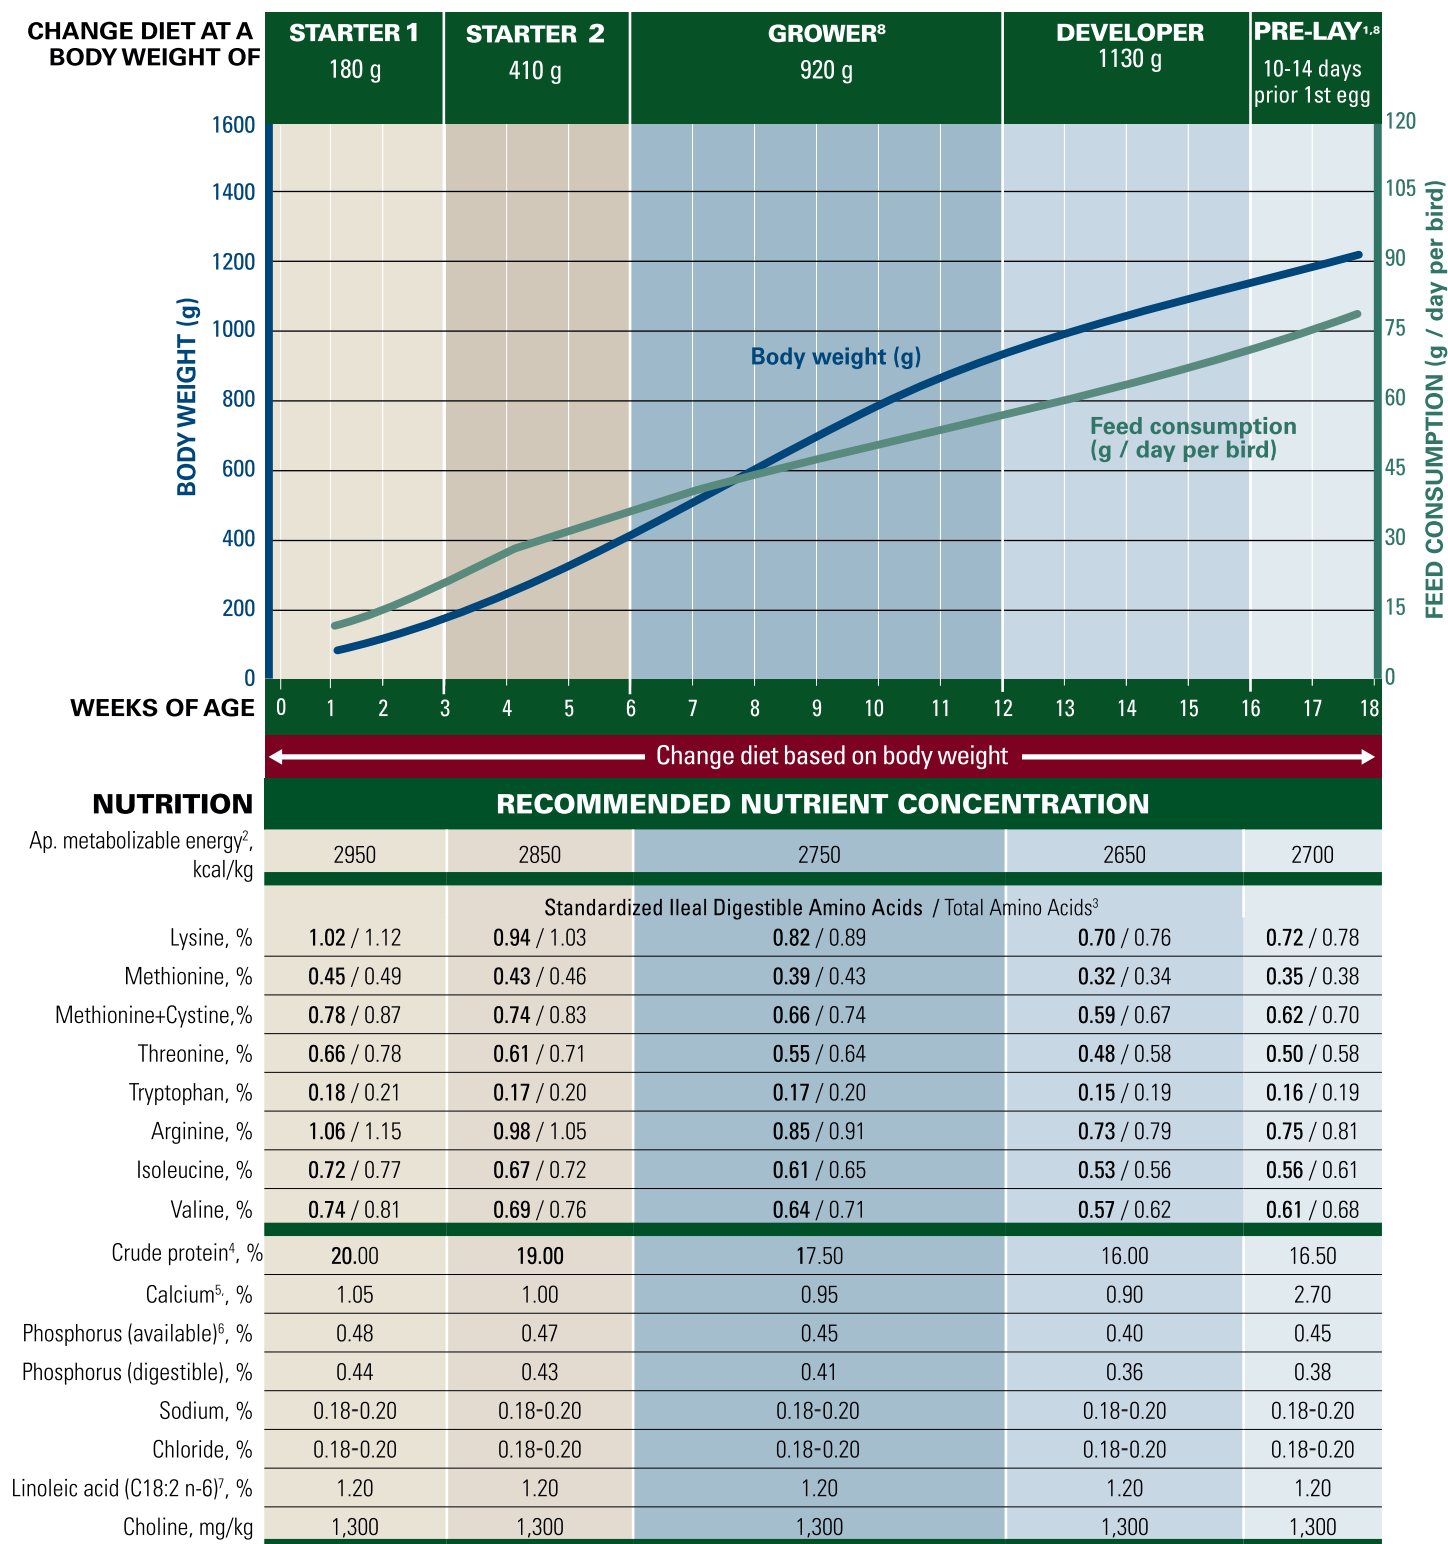 CHANGE DIET AT A
BODY WEIGHT OF
STARTER 1
180 g
STARTER 2
410 g
GROWER⁸
920 g
DEVELOPER
1130 g
PRE-LAY¹,⁸
10-14 days
prior 1st egg
BODY WEIGHT (g)
1600
1400
1200
1000
800
600
400
200
0
Body weight (g)
Feed consumption
(g / day per bird)
120
105
90
75
60
45
30
15
0
FEED CONSUMPTION (g / day per bird)
WEEKS OF AGE 0 1 2 3 4 5 6 7 8 9 10 11 12 13 14 15 16 17 18
Change diet based on body weight
NUTRITION RECOMMENDED NUTRIENT CONCENTRATION
Ap. metabolizable energy²,
kcal/kg 2950 2850 2750 2650 2700
Standardized Ileal Digestible Amino Acids / Total Amino Acids³
Lysine, % 1.02 / 1.12 0.94 / 1.03 0.82 / 0.89 0.70 / 0.76 0.72 / 0.78
Methionine, % 0.45 / 0.49 0.43 / 0.46 0.39 / 0.43 0.32 / 0.34 0.35 / 0.38
Methionine+Cystine,% 0.78 / 0.87 0.74 / 0.83 0.66 / 0.74 0.59 / 0.67 0.62 / 0.70
Threonine, % 0.66 / 0.78 0.61 / 0.71 0.55 / 0.64 0.48 / 0.58 0.50 / 0.58
Tryptophan, % 0.18 / 0.21 0.17 / 0.20 0.17 / 0.20 0.15 / 0.19 0.16 / 0.19
Arginine, % 1.06 / 1.15 0.98 / 1.05 0.85 / 0.91 0.73 / 0.79 0.75 / 0.81
Isoleucine, % 0.72 / 0.77 0.67 / 0.72 0.61 / 0.65 0.53 / 0.56 0.56 / 0.61
Valine, % 0.74 / 0.81 0.69 / 0.76 0.64 / 0.71 0.57 / 0.62 0.61 / 0.68
Crude protein⁴, % 20.00 19.00 17.50 16.00 16.50
Calcium⁵,, % 1.05 1.00 0.95 0.90 2.70
Phosphorus (available)⁶, % 0.48 0.47 0.45 0.40 0.45
Phosphorus (digestible), % 0.44 0.43 0.41 0.36 0.38
Sodium, % 0.18-0.20 0.18-0.20 0.18-0.20 0.18-0.20 0.18-0.20
Chloride, % 0.18-0.20 0.18-0.20 0.18-0.20 0.18-0.20 0.18-0.20
Linoleic acid (C18:2 n-6)⁷, % 1.20 1.20 1.20 1.20 1.20
Choline, mg/kg 1,300 1,300 1,300 1,300 1,300